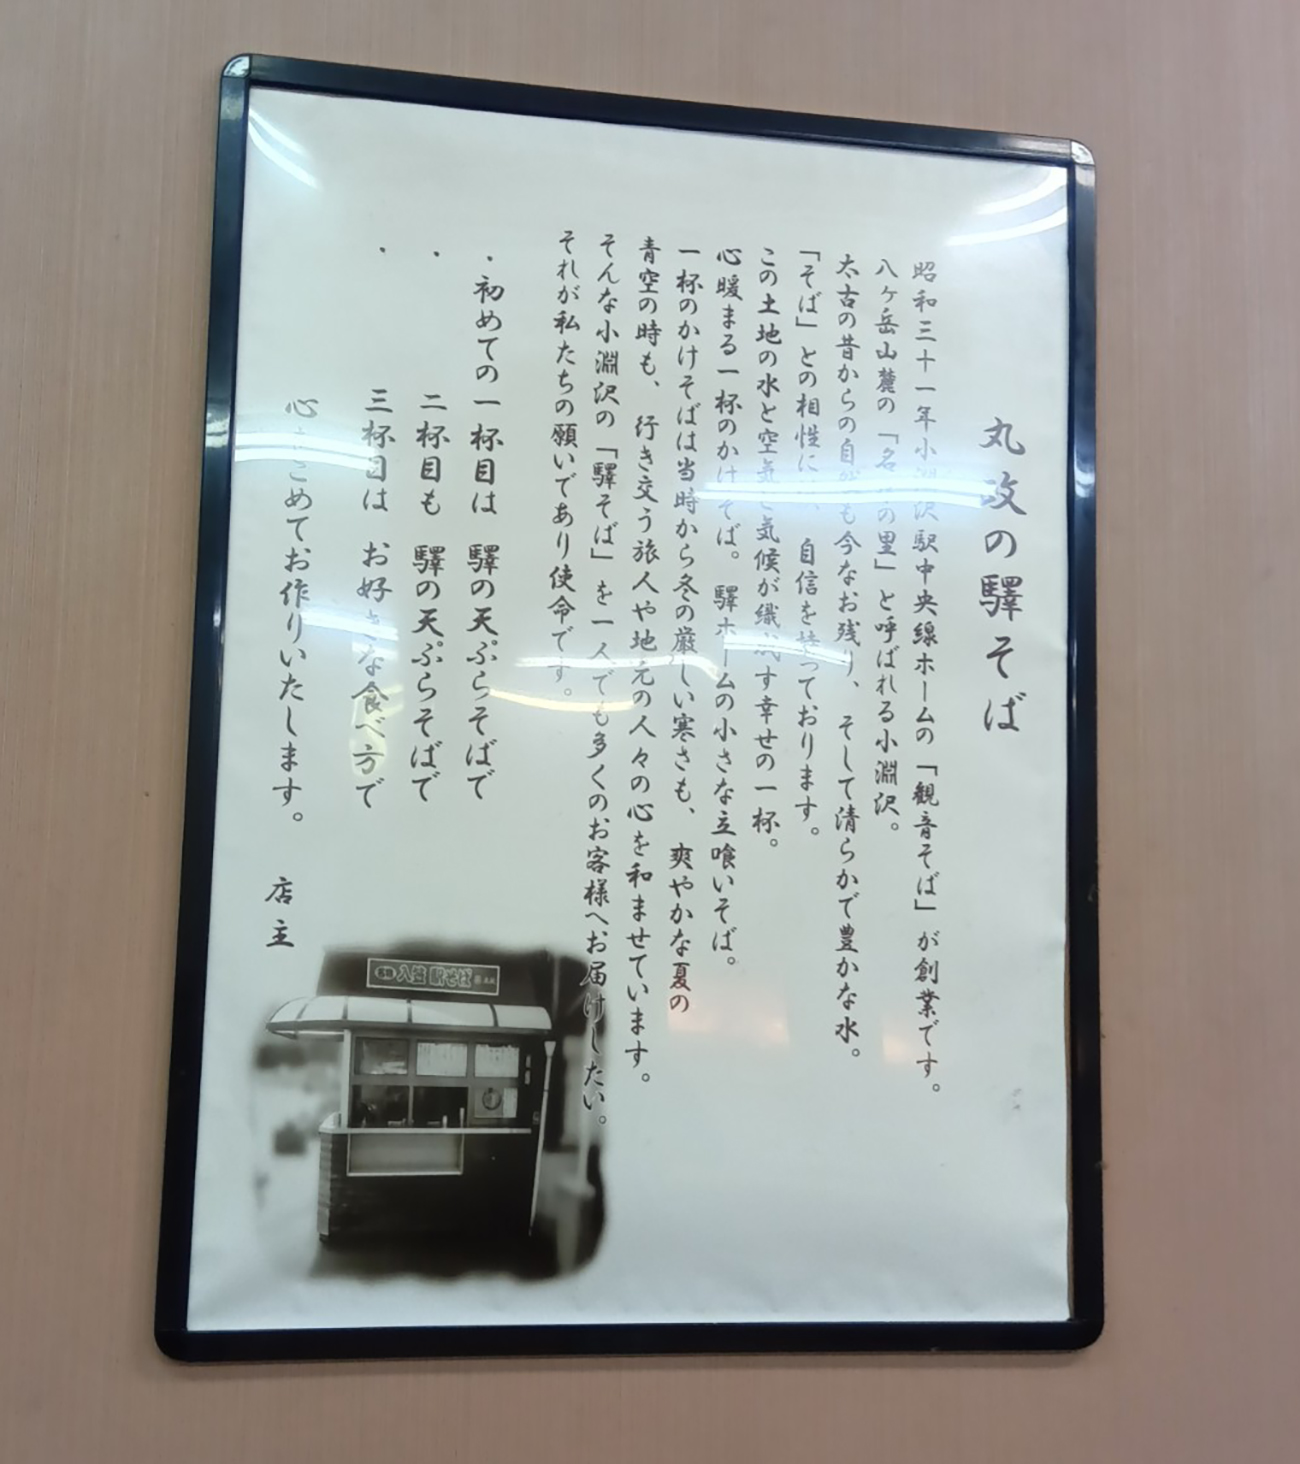 丸政の驛そば
昭和三十一年小淵沢駅中央線ホームの「観音そば」が創業です。
八ヶ岳山麓の「名水の里」と呼ばれる小淵沢。
太古の昔からの自然も今なお残り、そして清らかで豊かな水。
「そば」との相性に 自信を持っております。
この土地の水と空気と気候が織り成す幸せの一杯。
心暖まる一杯のかけそば。驛ホームの小さな立喰いそば。
一杯のかけそばは当時から冬の厳しい寒さも、爽やかな夏の
青空の時も、行き交う旅人や地元の人々の心を和ませています。
そんな小淵沢の「驛そば」を一人でも多くのお客様へお届けしたい。
それが私たちの願いであり使命です。
・初めての一杯目は 驛の天ぷらそばで
・ 二杯目も 驛の天ぷらそばで
・ 三杯目は お好きな食べ方で
心をこめてお作りいたします。 店主
駅そば